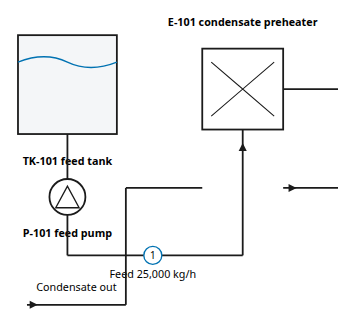 E-101 condensate preheater
TK-101 feed tank
P-101 feed pump
1
Feed 25,000 kg/h
Condensate out